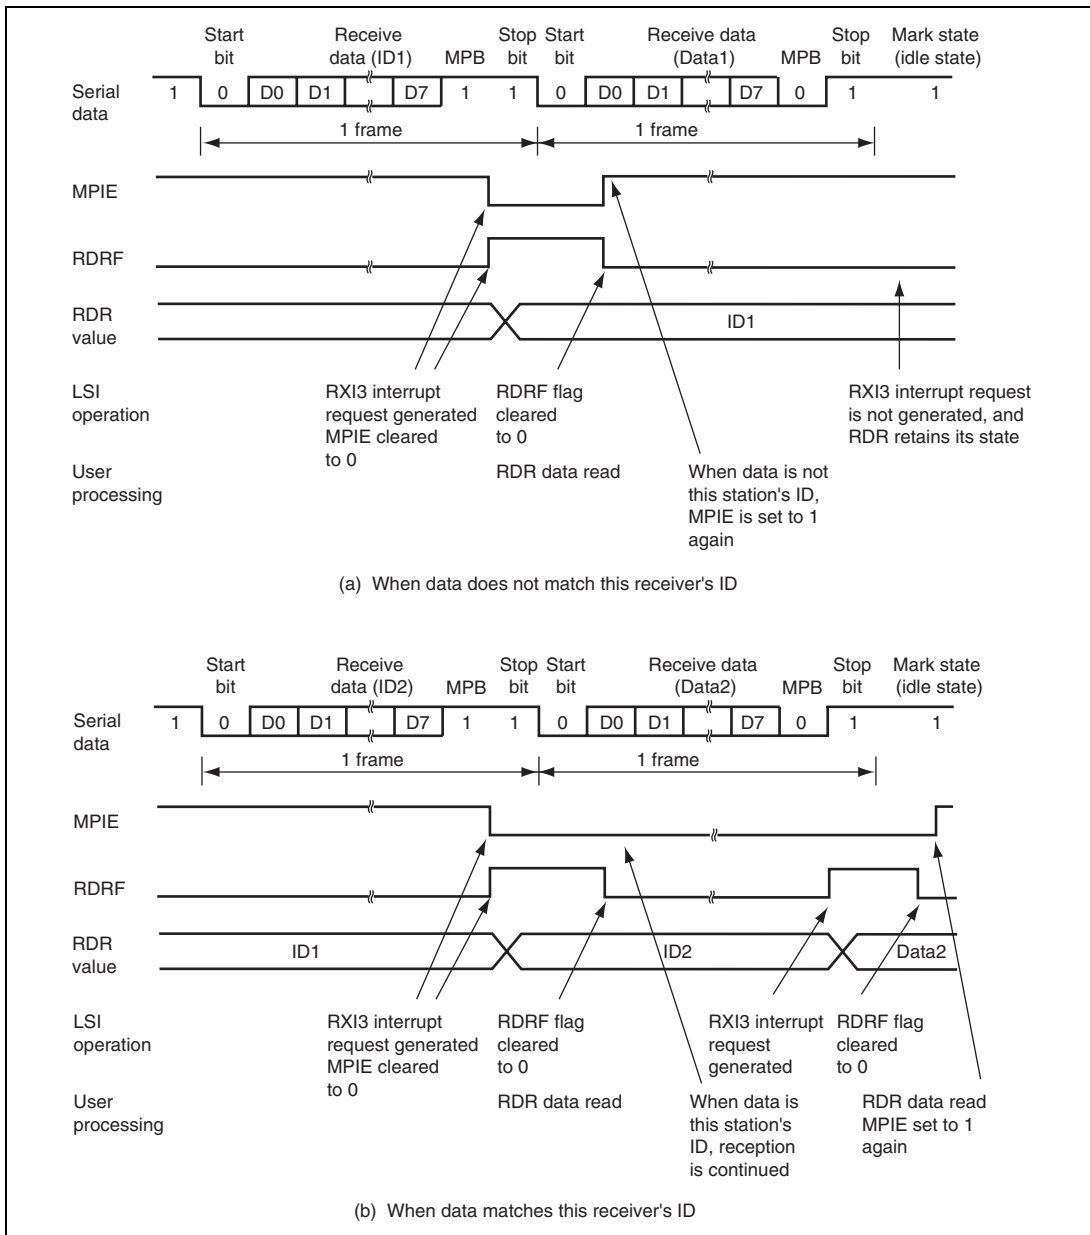 Start bit
Receive data (ID1)
MPB
Stop bit
Start bit
Receive data (Data1)
MPB
Stop bit
Mark state (idle state)
Serial data
1 0 D0 D1 D7 1 1 0 D0 D1 D7 0 1 1
1 frame
1 frame
MPIE
RDRF
RDR value
ID1
LSI operation
RXI3 interrupt
request generated
MPIE cleared
to 0
RDRF flag
cleared
to 0
RXI3 interrupt request
is not generated, and
RDR retains its state
User processing
RDR data read
When data is not
this station's ID,
MPIE is set to 1
again
(a) When data does not match this receiver's ID
Start bit
Receive data (ID2)
MPB
Stop bit
Start bit
Receive data (Data2)
MPB
Stop bit
Mark state (idle state)
Serial data
1 0 D0 D1 D7 1 1 0 D0 D1 D7 0 1 1
1 frame
1 frame
MPIE
RDRF
RDR value
ID1
ID2
Data2
LSI operation
RXI3 interrupt
request generated
MPIE cleared
to 0
RDRF flag
cleared
to 0
RXI3 interrupt
request
generated
RDRF flag
cleared
to 0
User processing
RDR data read
When data is
this station's
ID, reception
is continued
RDR data read
MPIE set to 1
again
(b) When data matches this receiver's ID